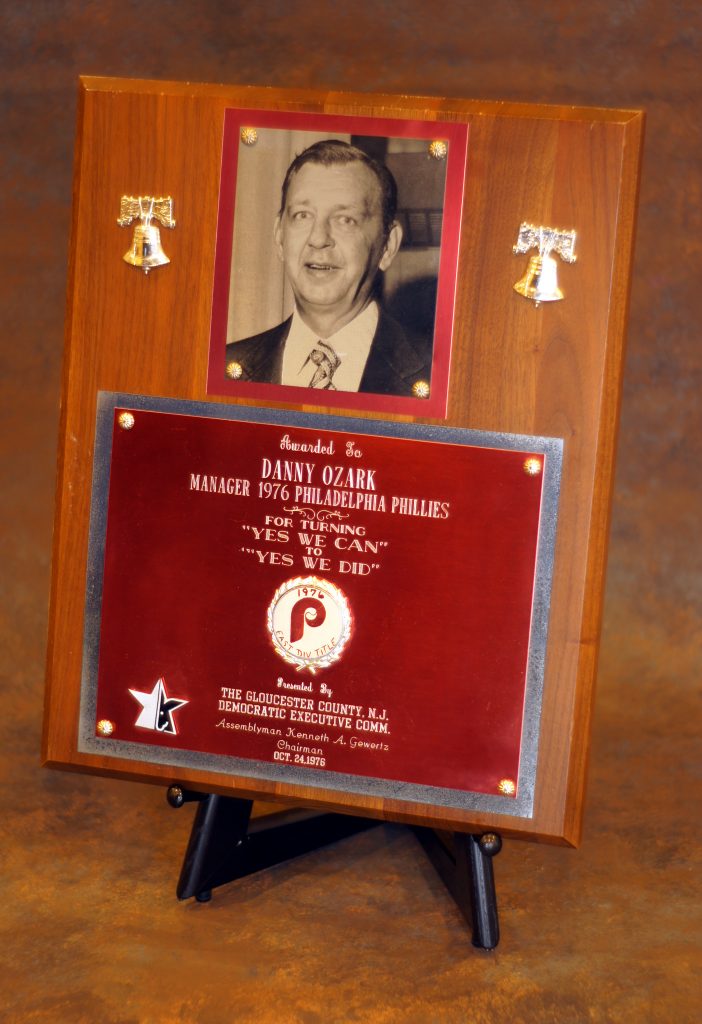 Awarded To
DANNY OZARK
MANAGER 1976 PHILADELPHIA PHILLIES
FOR TURNING
"YES WE CAN"
TO
'"YES WE DID"
1976
P
EAST DIV TITLE
Presented By
THE GLOUCESTER COUNTY, N.J.
DEMOCRATIC EXECUTIVE COMM.
Assemblyman Kenneth A. Gewertz
Chairman
OCT. 24,1976